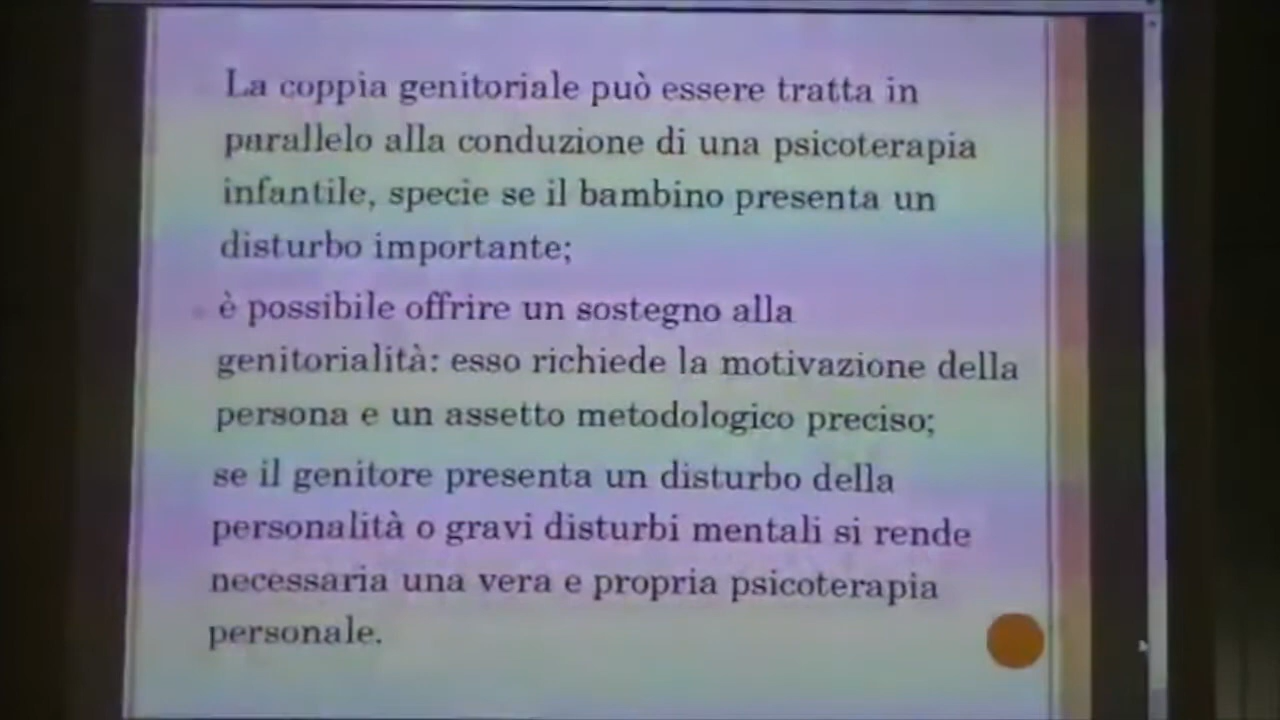 La coppia genitoriale può essere tratta in
parallelo alla conduzione di una psicoterapia
infantile, specie se il bambino presenta un
disturbo importante;
è possibile offrire un sostegno alla
genitorialità: esso richiede la motivazione della
persona e un assetto metodologico preciso;
se il genitore presenta un disturbo della
personalità o gravi disturbi mentali si rende
necessaria una vera e propria psicoterapia
personale.